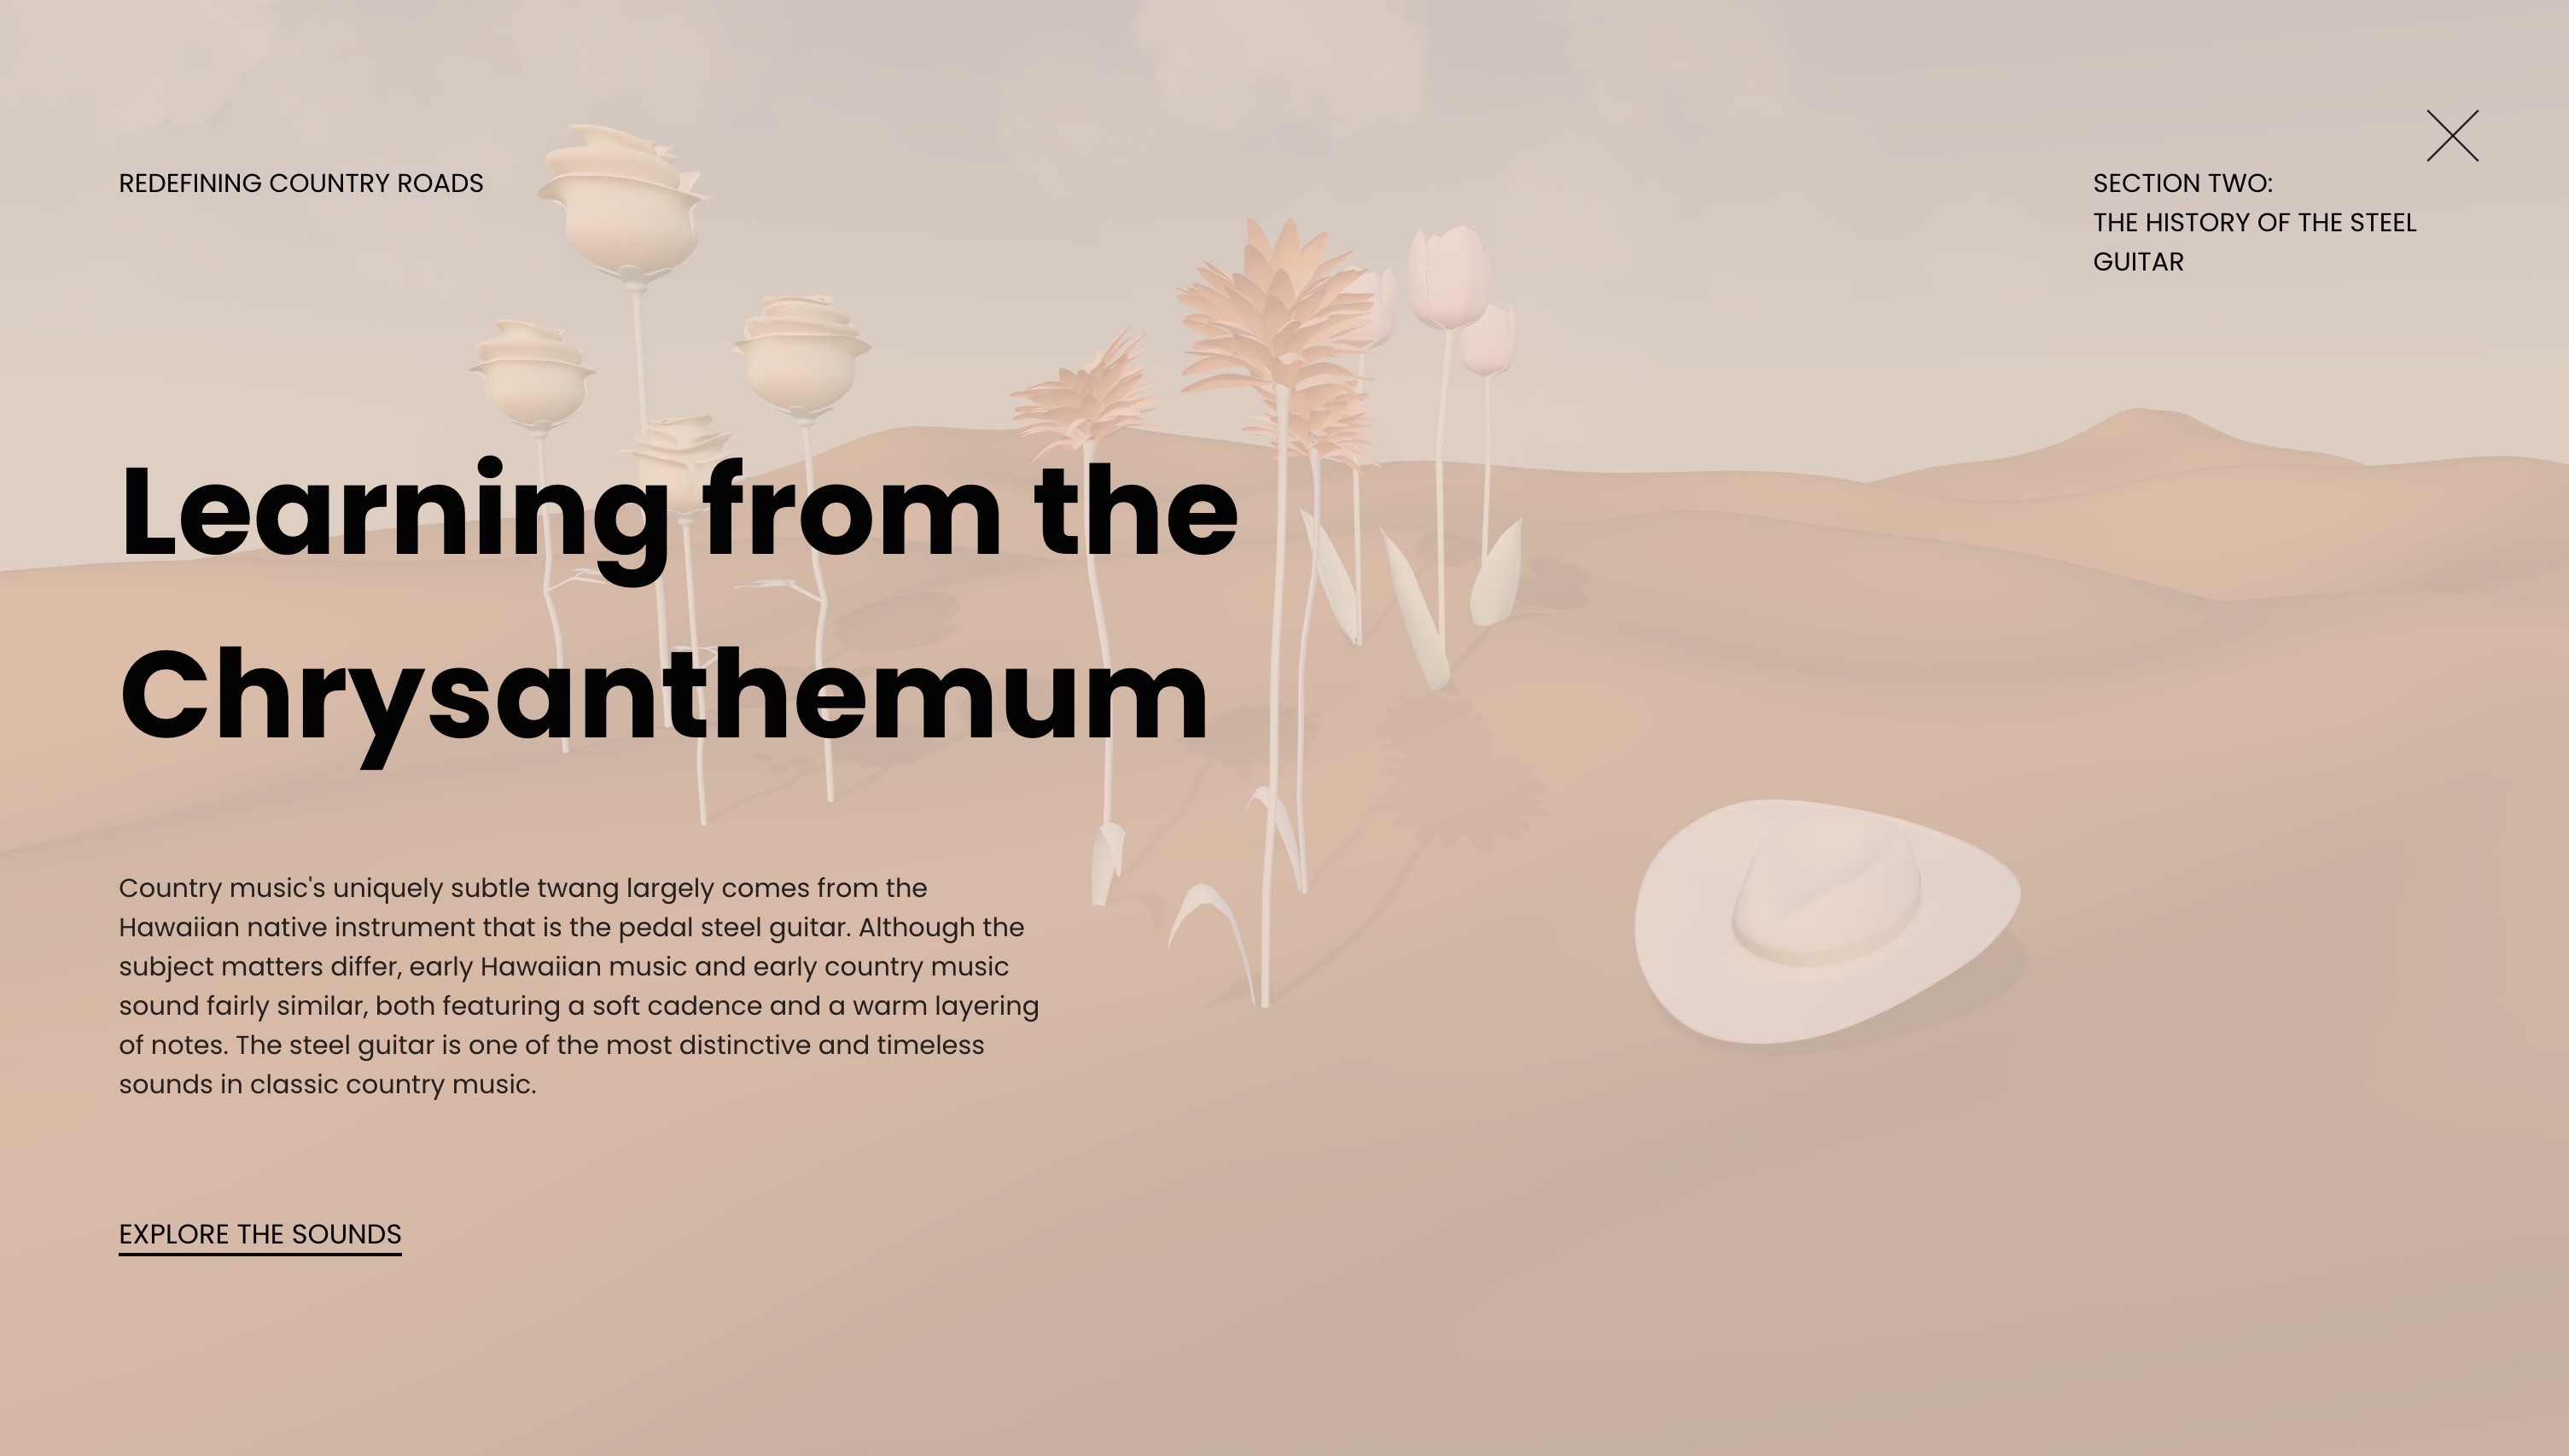 REDEFINING COUNTRY ROADS
SECTION TWO:
THE HISTORY OF THE STEEL
GUITAR
Learning from the
Chrysanthemum
Country music's uniquely subtle twang largely comes from the
Hawaiian native instrument that is the pedal steel guitar. Although the
subject matters differ, early Hawaiian music and early country music
sound fairly similar, both featuring a soft cadence and a warm layering
of notes. The steel guitar is one of the most distinctive and timeless
sounds in classic country music.
EXPLORE THE SOUNDS